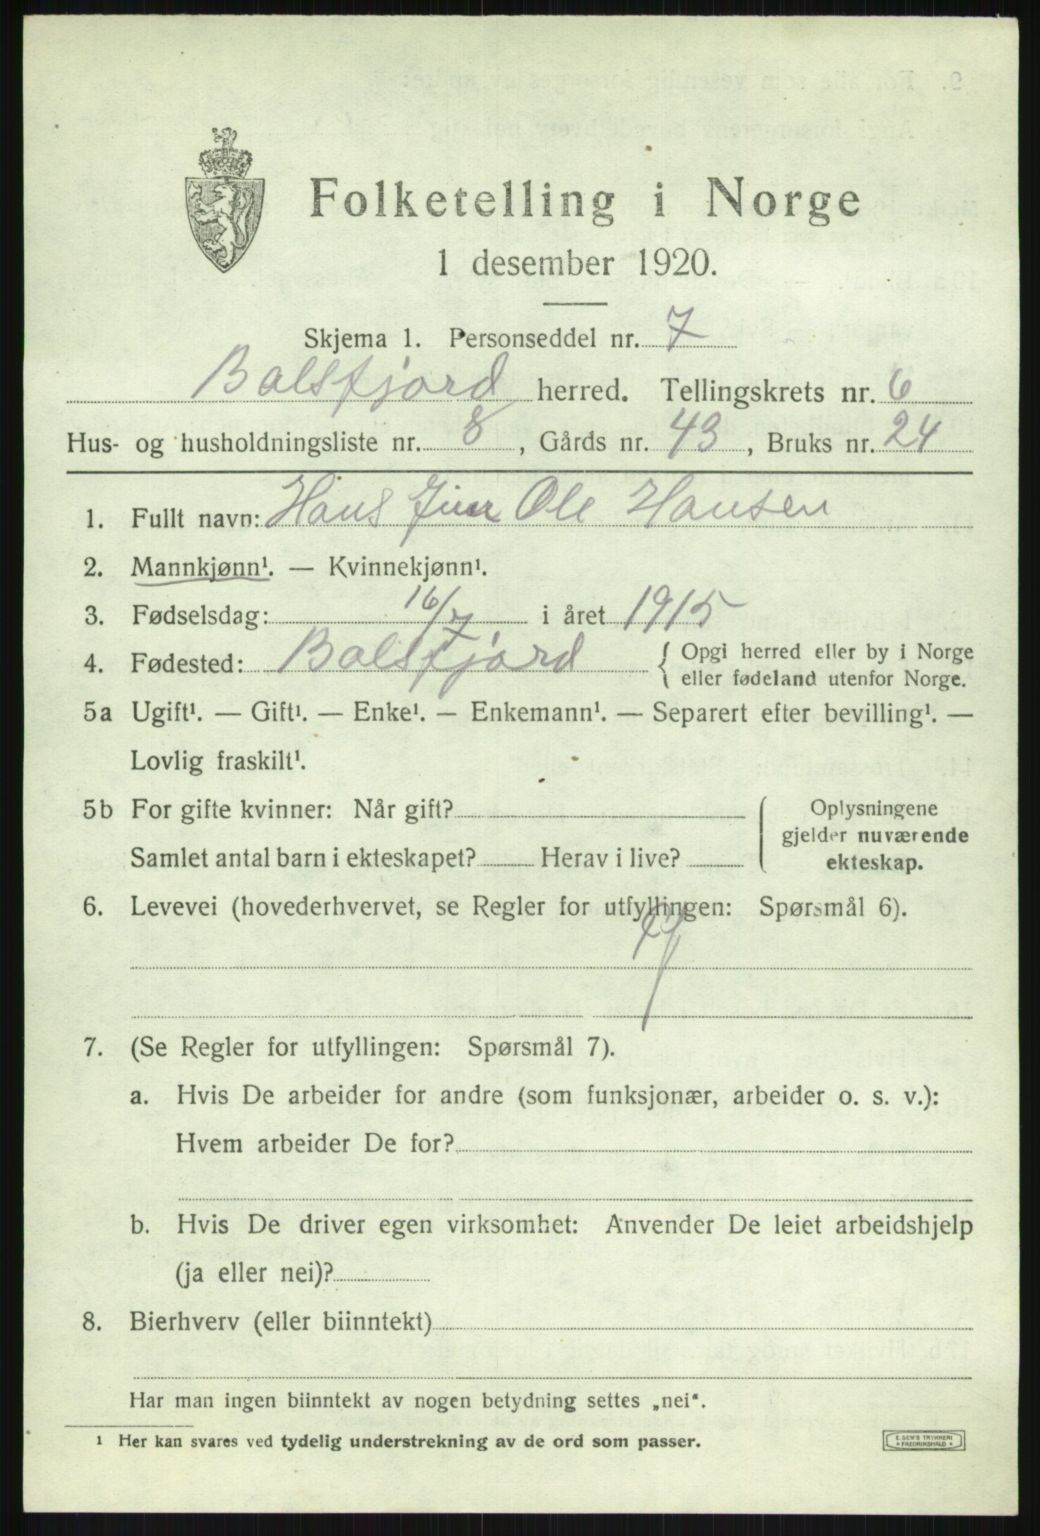 Folketelling i Norge
1 desember 1920.
Skjema 1. Personseddel nr. 7
Balsfjord herred. Tellingskrets nr. 6
Hus- og husholdningsliste nr. 8, Gårds nr. 43, Bruks nr. 24
1. Fullt navn: Hans Ole Hansen
2. Mannkjønn¹. — Kvinnekjønn¹.
3. Fødselsdag: 16/7 i året 1915
4. Fødested: Balsfjord { Opgi herred eller by i Norge
eller fødeland utenfor Norge.
5a Ugift¹. — Gift¹. — Enke¹. — Enkemann¹. — Separert efter bevilling¹. —
Lovlig fraskilt¹.
5b For gifte kvinner: Når gift?
Samlet antal barn i ekteskapet? Herav i live?
Oplysningene
gjelder nuværende
ekteskap.
6. Levevei (hovederhvervet, se Regler for utfyllingen: Spørsmål 6).
7. (Se Regler for utfyllingen: Spørsmål 7).
a. Hvis De arbeider for andre (som funksjonær, arbeider o. s. v.):
Hvem arbeider De for?
b. Hvis De driver egen virksomhet: Anvender De leiet arbeidshjelp
(ja eller nei)?
8. Bierhverv (eller biinntekt)
Har man ingen biinntekt av nogen betydning settes „nei“.
¹ Her kan svares ved tydelig understrekning av de ord som passer.